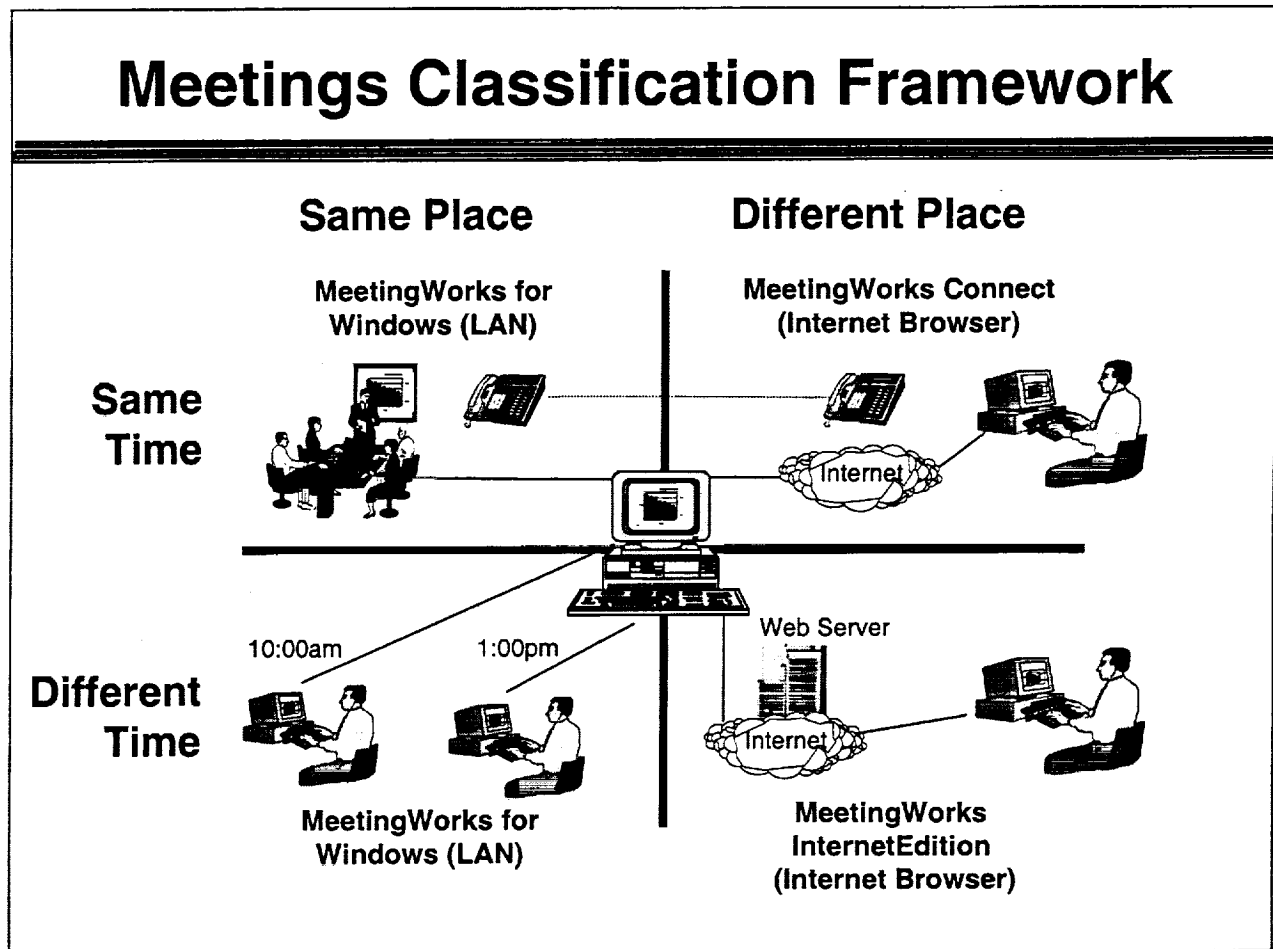 Meetings Classification Framework
Same Place
Different Place
MeetingWorks for
Windows (LAN)
MeetingWorks Connect
(Internet Browser)
Same
Time
Internet
Different
Time
10:00am
1:00pm
Web Server
Internet
MeetingWorks for
Windows (LAN)
MeetingWorks
InternetEdition
(Internet Browser)